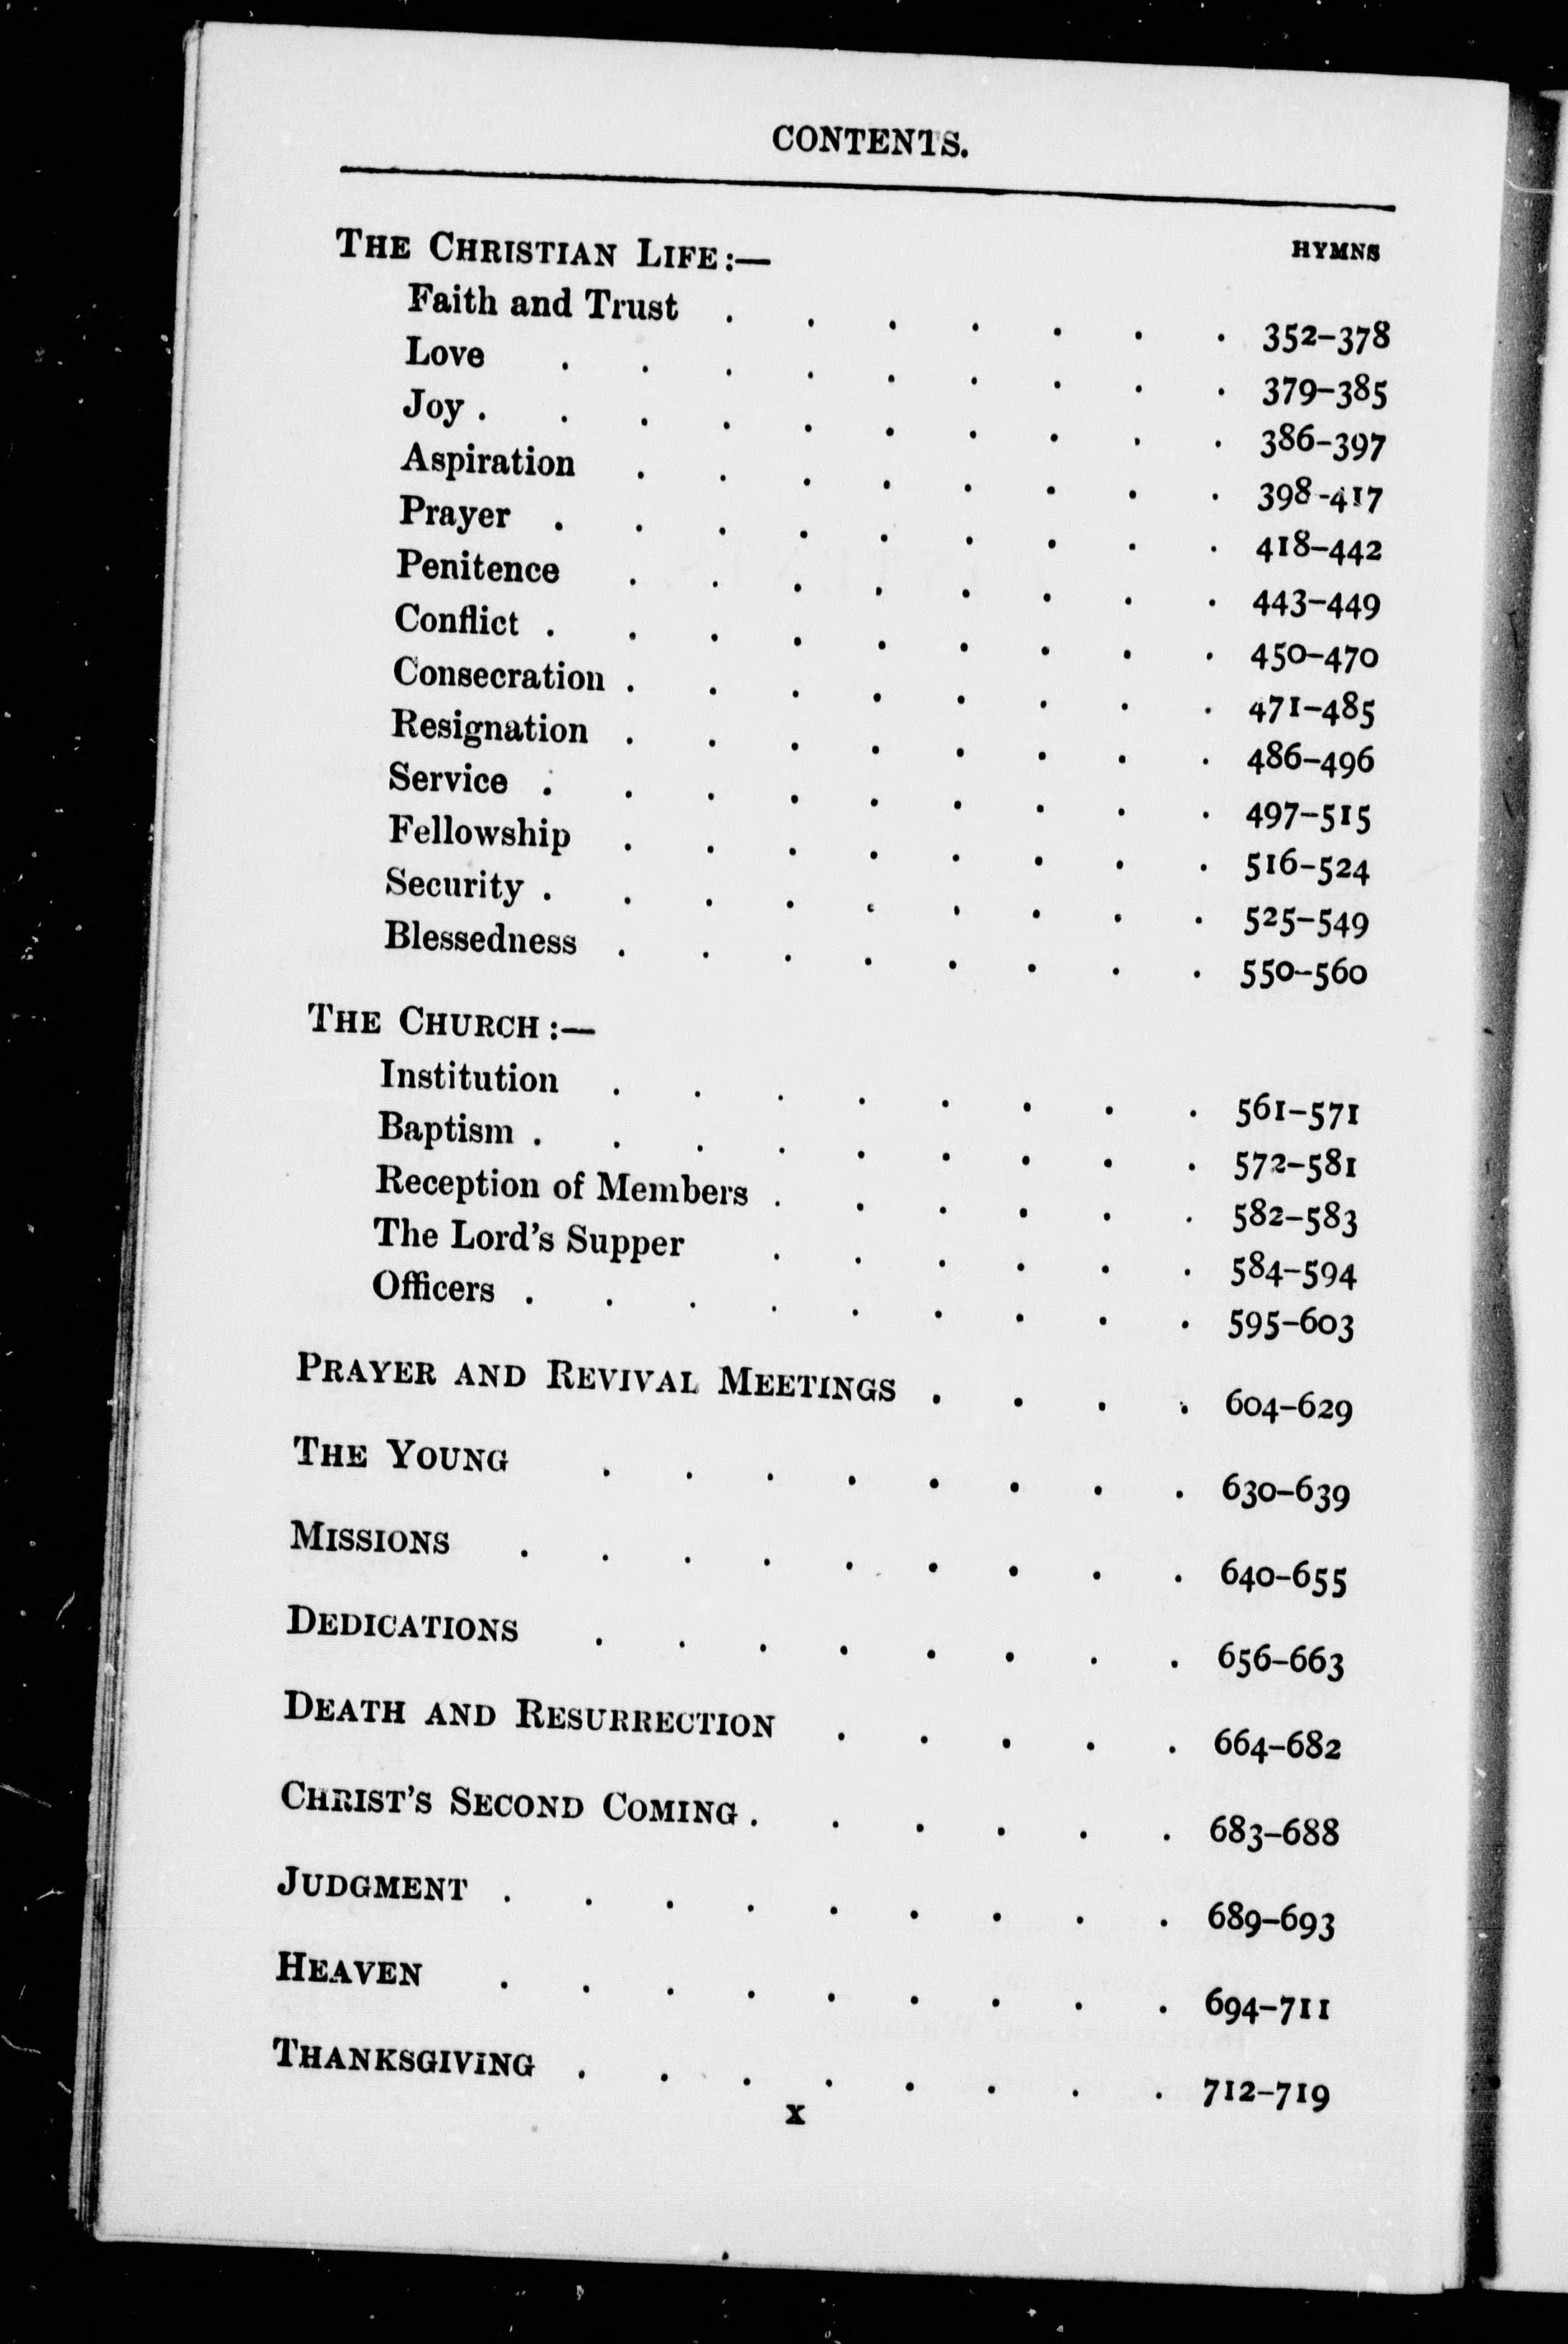 CONTENTS.
THE CHRISTIAN LIFE:— HYMNS
Faith and Trust . . . . . . . 352–378
Love . . . . . . . . . 379–385
Joy . . . . . . . . . . 386–397
Aspiration . . . . . . . . 398-417
Prayer . . . . . . . . . 418–442
Penitence . . . . . . . . 443–449
Conflict . . . . . . . . . 450–470
Consecration . . . . . . . . 471–485
Resignation . . . . . . . . 486–496
Service . . . . . . . . . 497–515
Fellowship . . . . . . . . 516–524
Security . . . . . . . . . 525–549
Blessedness . . . . . . . . 550–560
THE CHURCH:—
Institution . . . . . . . . 561–571
Baptism . . . . . . . . . 572–581
Reception of Members . . . . . . 582–583
The Lord's Supper . . . . . . 584–594
Officers . . . . . . . . . 595–603
PRAYER AND REVIVAL MEETINGS . . . . 604–629
THE YOUNG . . . . . . . . 630–639
MISSIONS . . . . . . . . . 640–655
DEDICATIONS . . . . . . . . 656–663
DEATH AND RESURRECTION . . . . . 664–682
CHRIST'S SECOND COMING . . . . . . 683–688
JUDGMENT . . . . . . . . . 689–693
HEAVEN . . . . . . . . . 694–711
THANKSGIVING . . . . . . . . 712–719
x